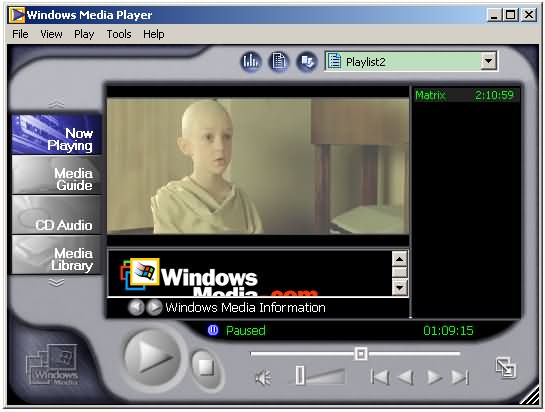 Windows Media Player
File View Play Tools Help
Playlist2
Matrix 2:10:59
Now
Playing
Media
Guide
CD Audio
Media
Library
Windows
Media.com
Windows Media Information
Paused 01:09:15
Windows
Media